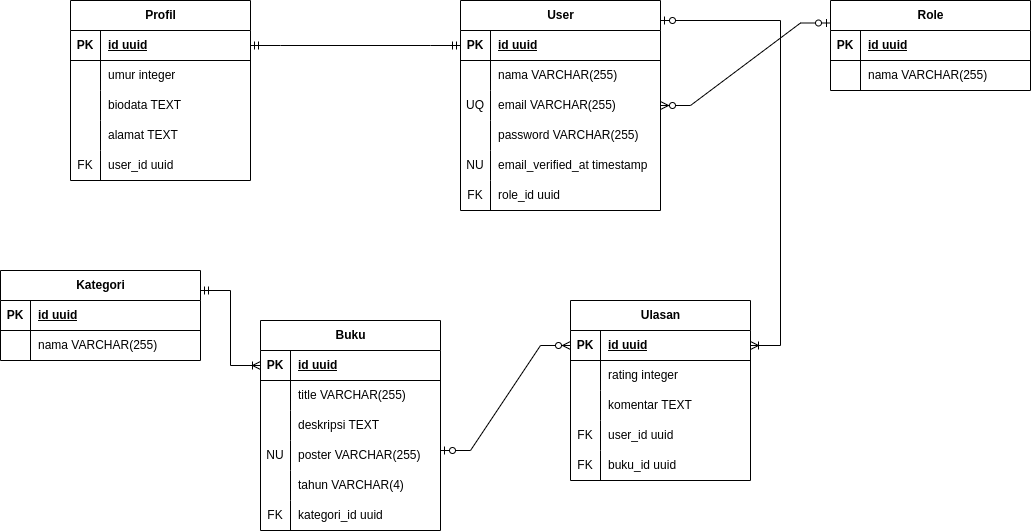 Profil
PK id uuid
umur integer
biodata TEXT
alamat TEXT
FK user_id uuid
User
PK id uuid
nama VARCHAR(255)
UQ email VARCHAR(255)
password VARCHAR(255)
NU email_verified_at timestamp
FK role_id uuid
Role
PK id uuid
nama VARCHAR(255)
Kategori
PK id uuid
nama VARCHAR(255)
Buku
PK id uuid
title VARCHAR(255)
deskripsi TEXT
NU poster VARCHAR(255)
tahun VARCHAR(4)
FK kategori_id uuid
Ulasan
PK id uuid
rating integer
komentar TEXT
FK user_id uuid
FK buku_id uuid